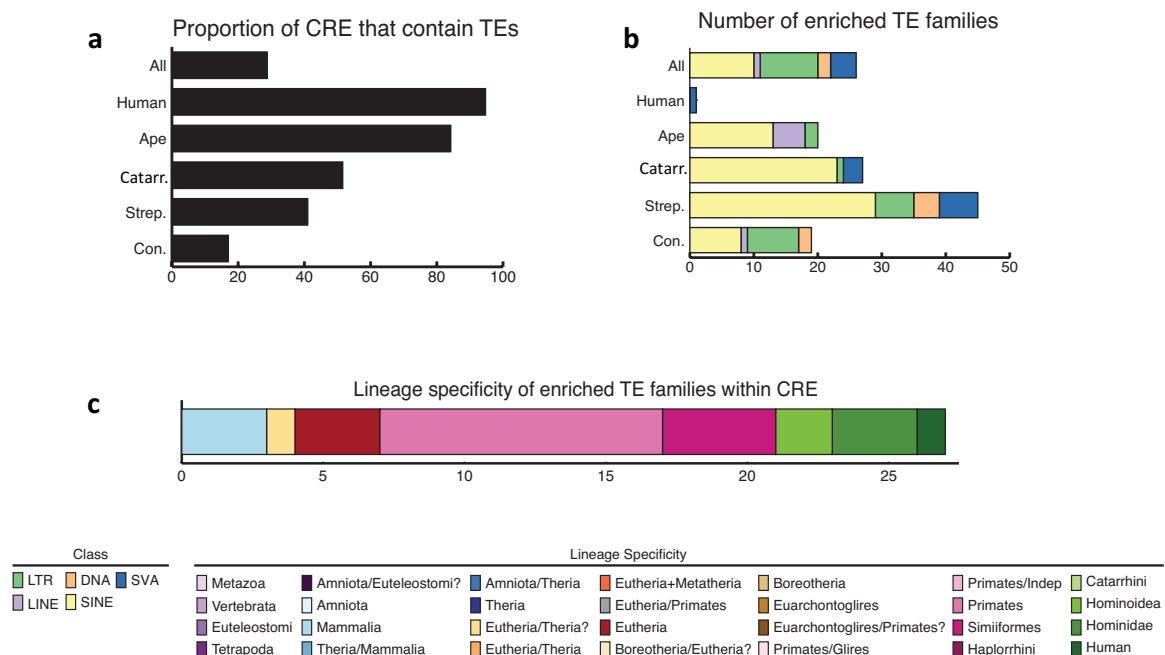 a
Proportion of CRE that contain TEs
All
Human
Ape
Catarr.
Strep.
Con.
0 20 40 60 80 100
b
Number of enriched TE families
All
Human
Ape
Catarr.
Strep.
Con.
0 10 20 30 40 50
c
Lineage specificity of enriched TE families within CRE
0 5 10 15 20 25
Class
LTR DNA SVA
LINE SINE
Lineage Specificity
Metazoa Amniota/Euteleostomi? Amniota/Theria Eutheria+Metatheria Boreotheria Primates/Indep Catarrhini
Vertebrata Amniota Theria Eutheria/Primates Euarchontoglires Primates Hominoidea
Euteleostomi Mammalia Eutheria/Theria? Eutheria Euarchontoglires/Primates? Simiiformes Hominidae
Tetrapoda Theria/Mammalia Eutheria/Theria Boreotheria/Eutheria? Primates/Glires Haplorrhini Human